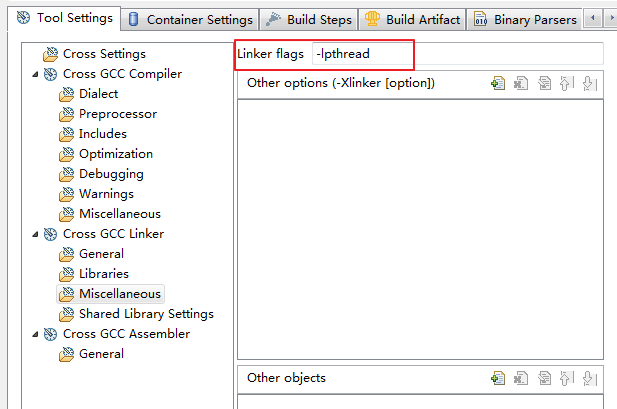 Tool Settings Container Settings Build Steps Build Artifact Binary Parsers
Cross Settings
Cross GCC Compiler
Dialect
Preprocessor
Includes
Optimization
Debugging
Warnings
Miscellaneous
Cross GCC Linker
General
Libraries
Miscellaneous
Shared Library Settings
Cross GCC Assembler
General
Linker flags -lpthread
Other options (-Xlinker [option])
Other objects